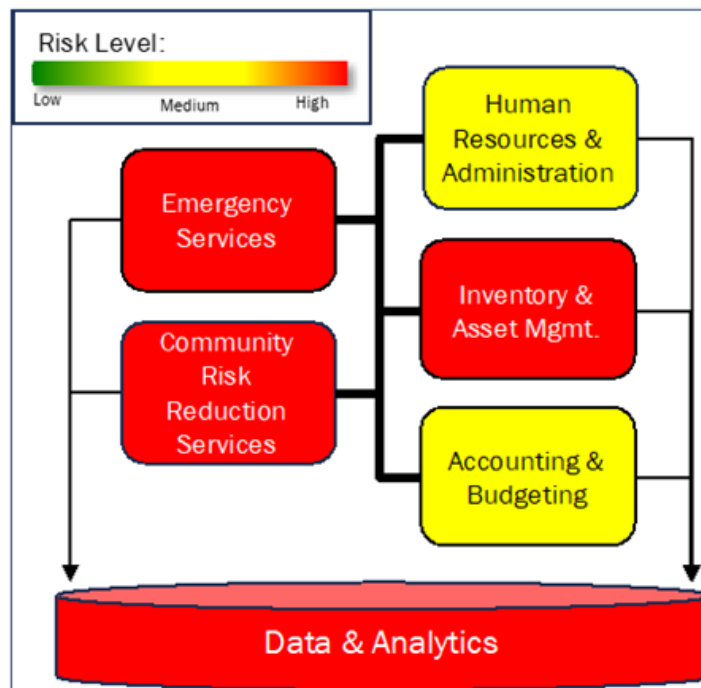 Risk Level:
Low Medium High
Human
Resources &
Administration
Emergency
Services
Inventory &
Asset Mgmt.
Community
Risk
Reduction
Services
Accounting &
Budgeting
Data & Analytics